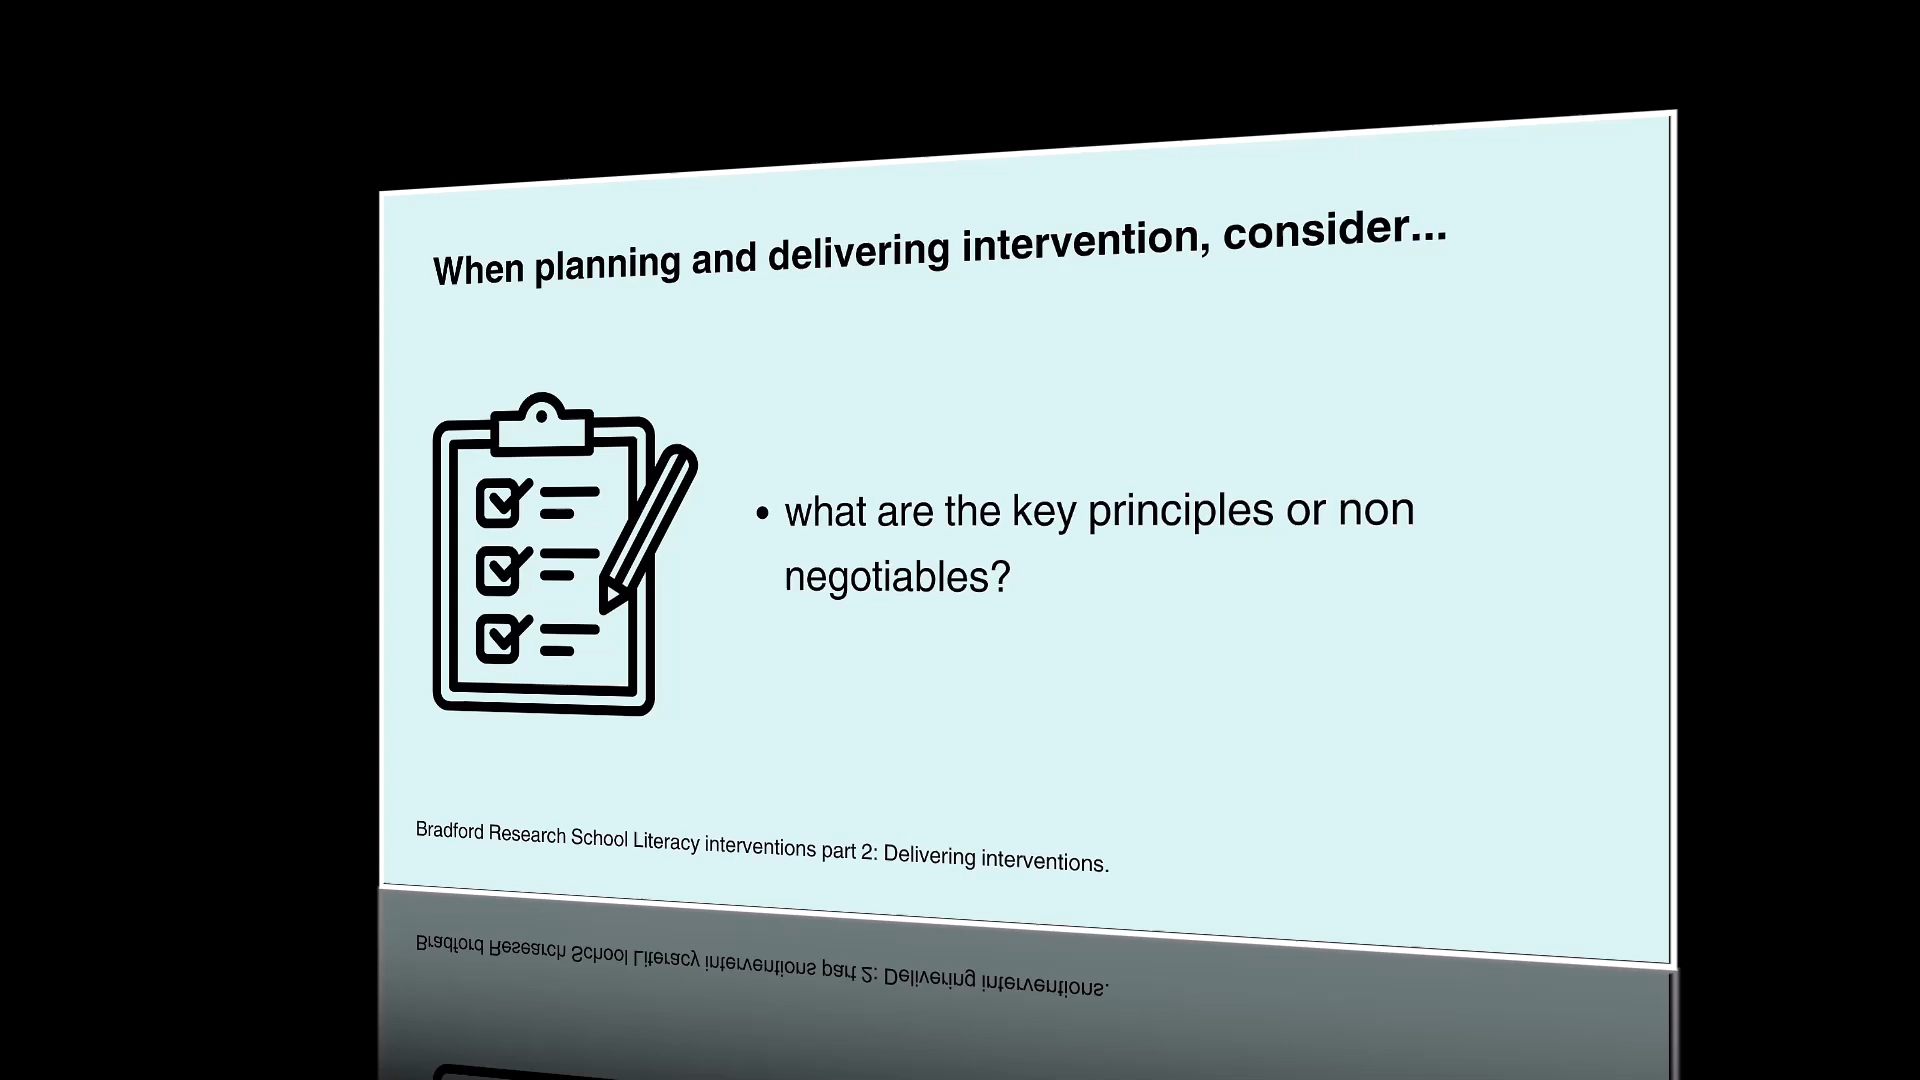 When planning and delivering intervention, consider...
• what are the key principles or non
negotiables?
Bradford Research School Literacy interventions part 2: Delivering interventions.